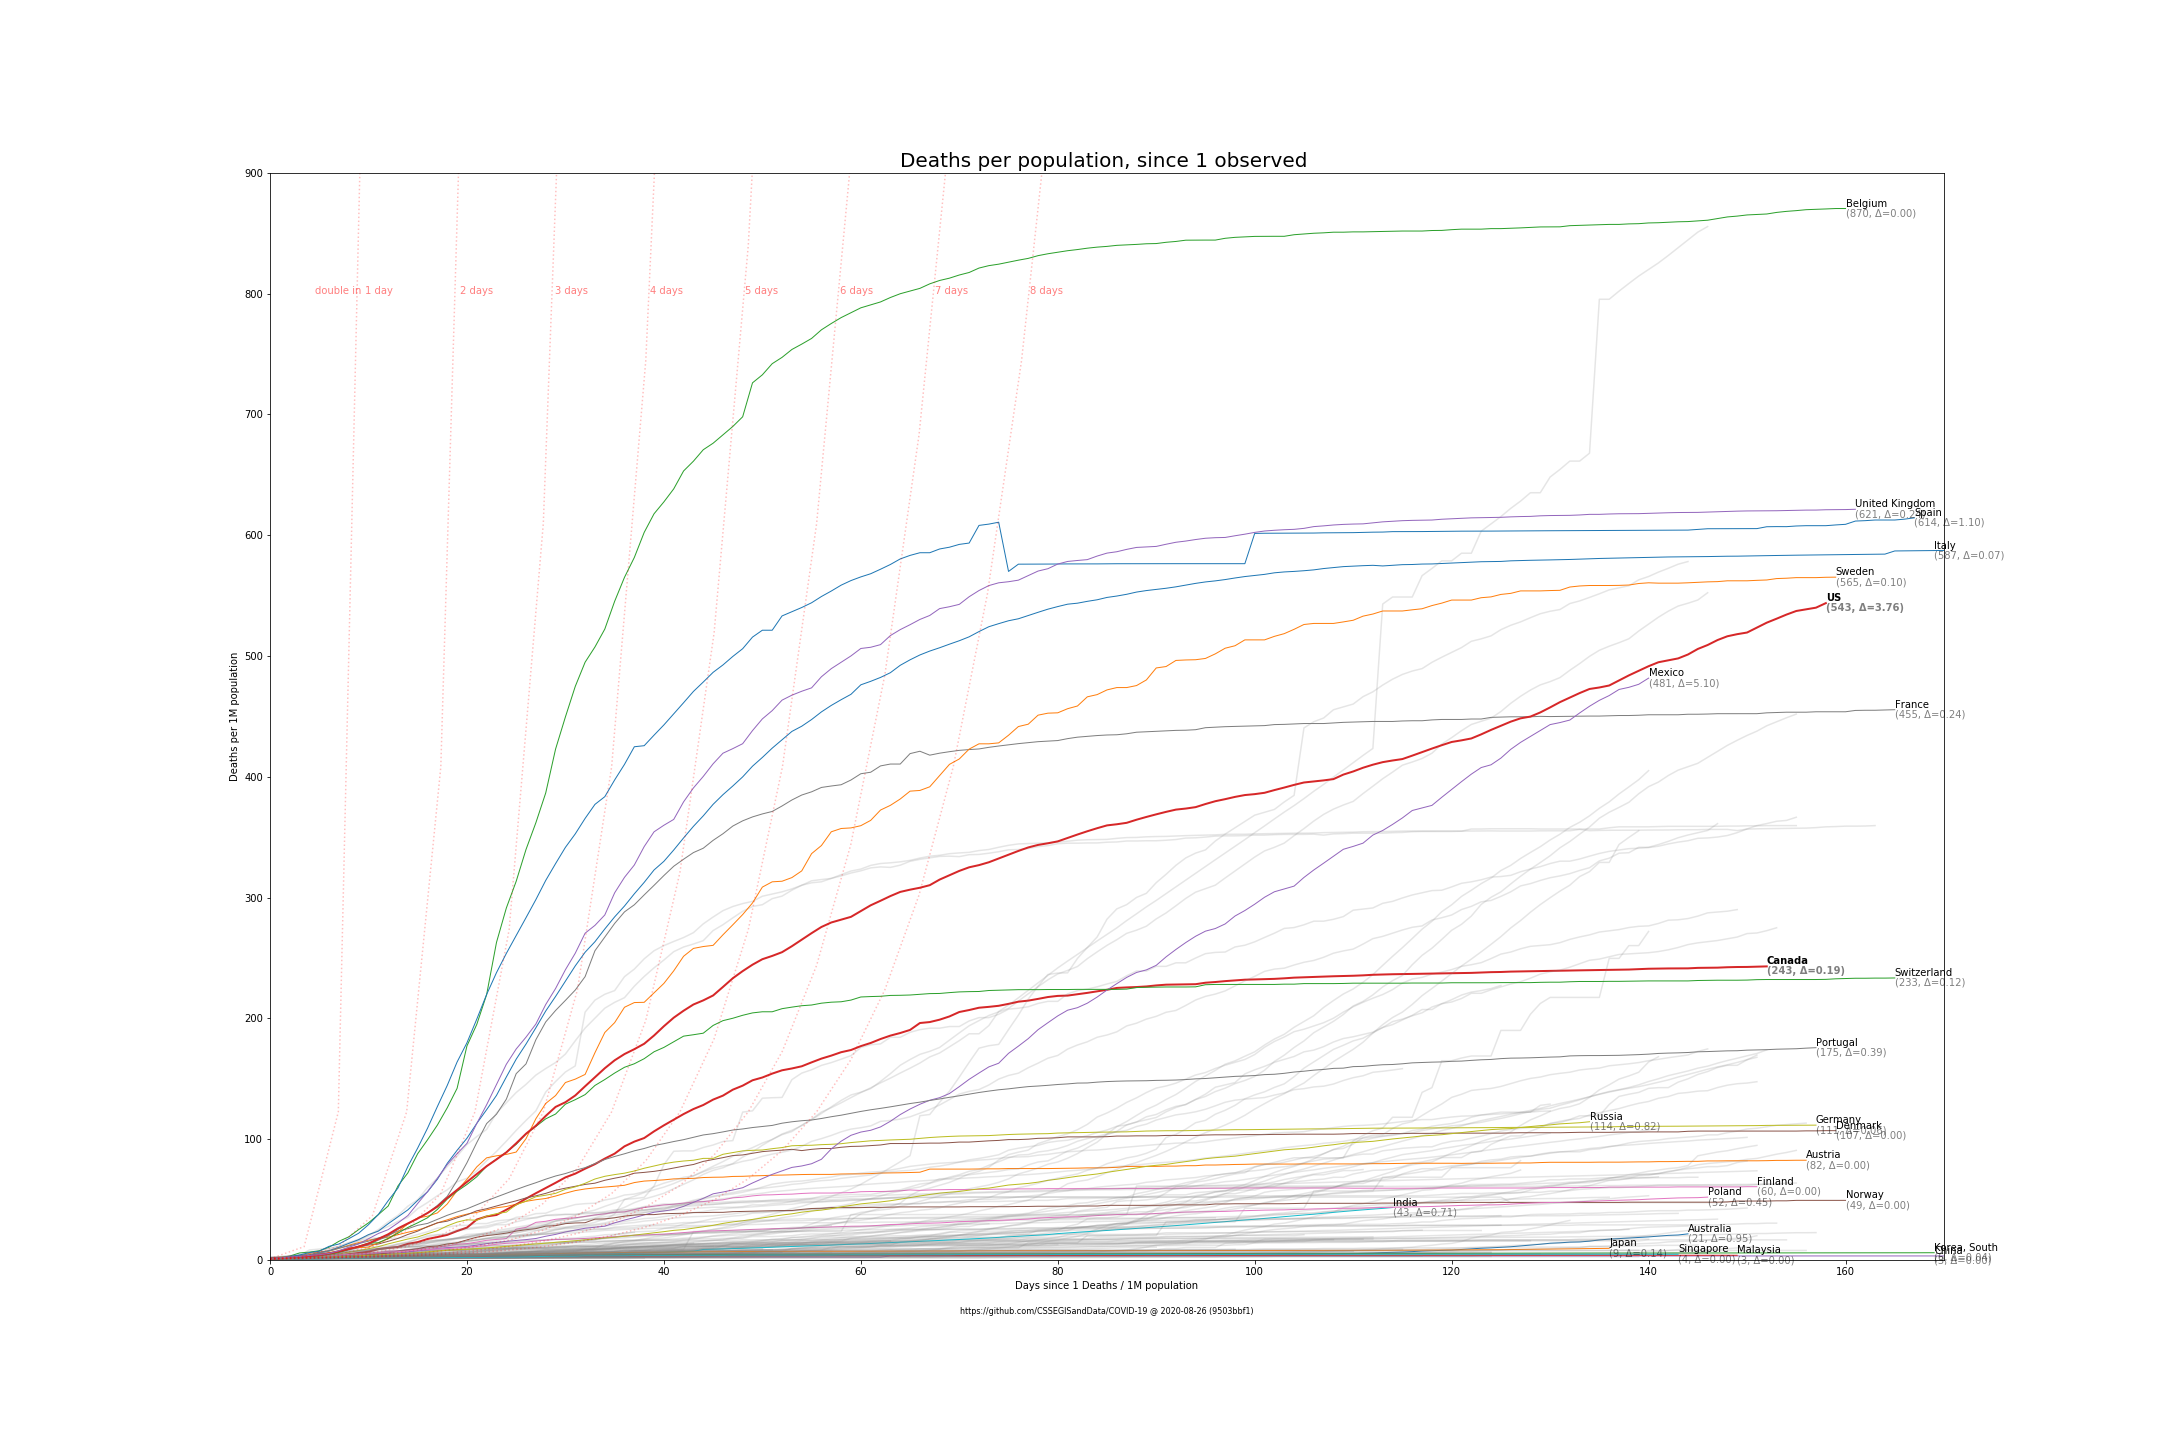 Deaths per population, since 1 observed
900
800
700
600
500
400
300
200
100
0
Deaths per 1M population
double in 1 day
2 days
3 days
4 days
5 days
6 days
7 days
8 days
Belgium
(870, Δ=0.00)
United Kingdom
Spain
(614, Δ=1.10)
Italy
(587, Δ=0.07)
Sweden
(565, Δ=0.10)
US
(543, Δ=3.76)
Mexico
(481, Δ=5.10)
France
(455, Δ=0.24)
Canada
(243, Δ=0.19)
Switzerland
(233, Δ=0.12)
Portugal
(175, Δ=0.39)
Russia
(114, Δ=0.82)
Germany
Denmark
(107, Δ=0.00)
Austria
(82, Δ=0.00)
Finland
(60, Δ=0.00)
Poland
(52, Δ=0.45)
Norway
(49, Δ=0.00)
India
(43, Δ=0.71)
Australia
(21, Δ=0.95)
Japan
(9, Δ=0.14)
Singapore
(4, Δ=0.00)
Malaysia
(3, Δ=0.00)
Korea, South
China
0
20
40
60
80
100
120
140
160
Days since 1 Deaths / 1M population
https://github.com/CSSEGISandData/COVID-19 @ 2020-08-26 (9503bbf1)